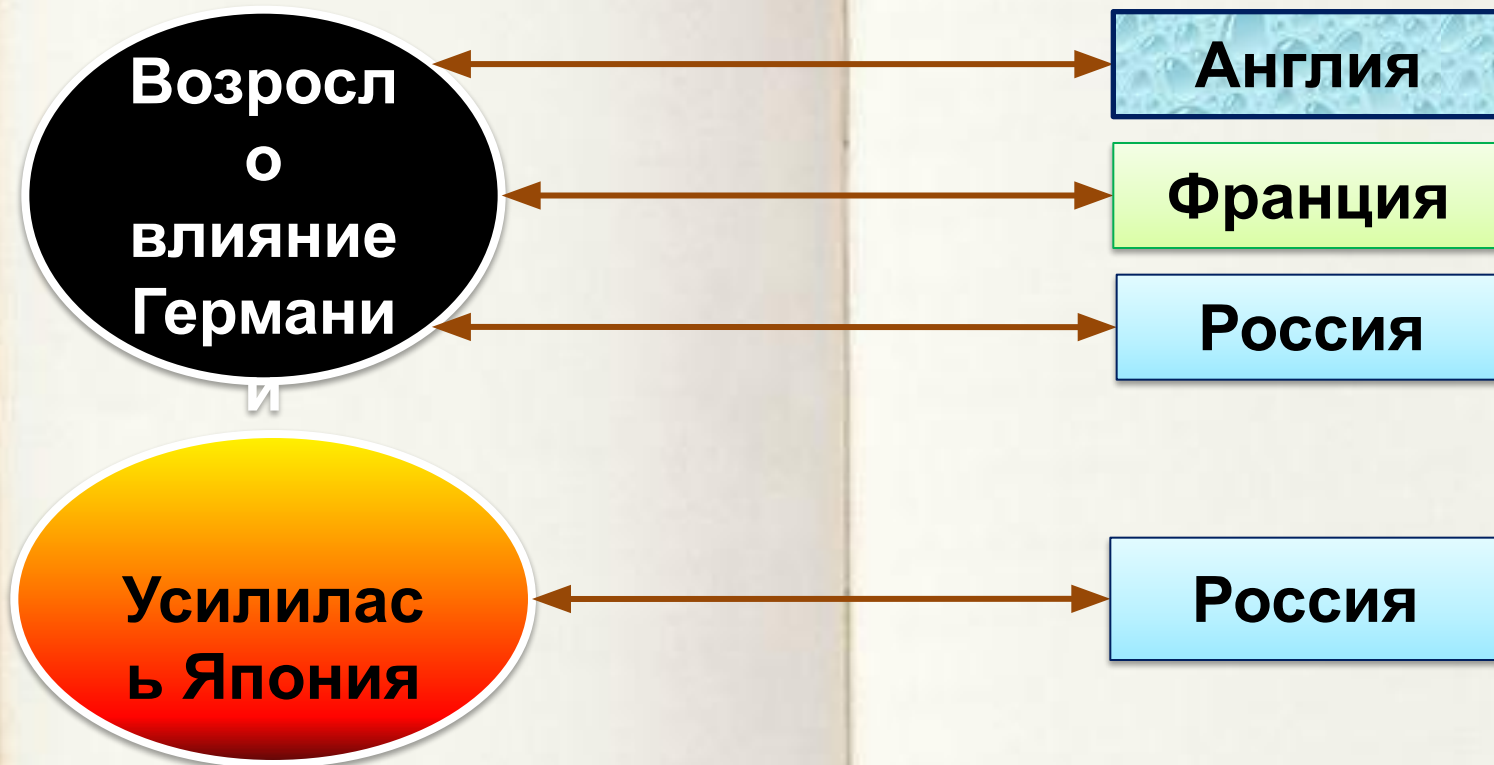 Возросл
о
влияние
Германи
и
Англия
Франция
Россия
Усилилас
ь Япония
Россия